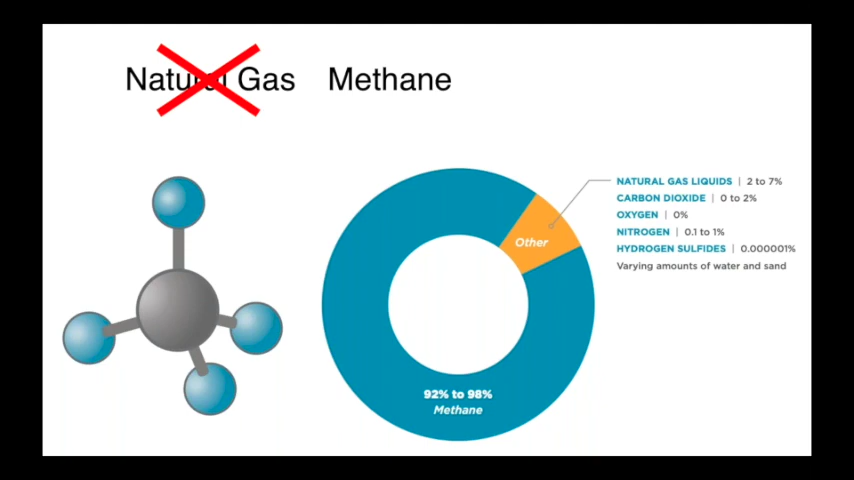 Natural Gas Methane
NATURAL GAS LIQUIDS | 2 to 7%
CARBON DIOXIDE | 0 to 2%
OXYGEN | 0%
NITROGEN | 0.1 to 1%
HYDROGEN SULFIDES | 0.000001%
Varying amounts of water and sand
Other
92% to 98%
Methane